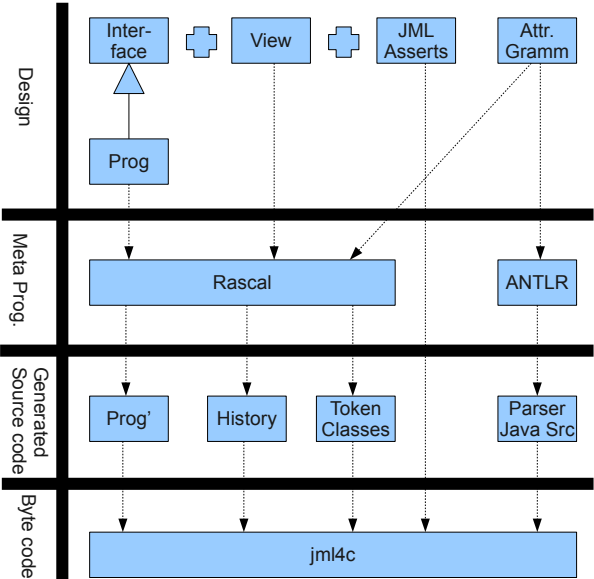 Inter-
face
View
JML
Asserts
Attr.
Gramm
Design
Prog
Meta Prog.
Rascal
ANTLR
Generated
Source code
Prog’
History
Token
Classes
Parser
Java Src
Byte code
jml4c